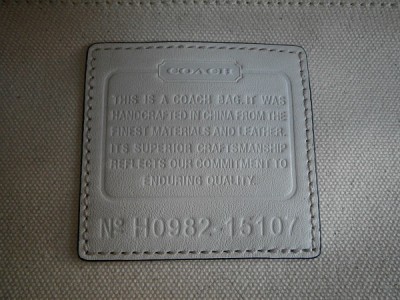 COACH
THIS IS A COACH BAG.IT WAS
HANDCRAFTED IN CHINA FROM THE
FINEST MATERIALS AND LEATHER.
ITS SUPERIOR CRAFTSMANSHIP
REFLECTS OUR COMMITMENT TO
ENDURING QUALITY.
Nº H0982-15107